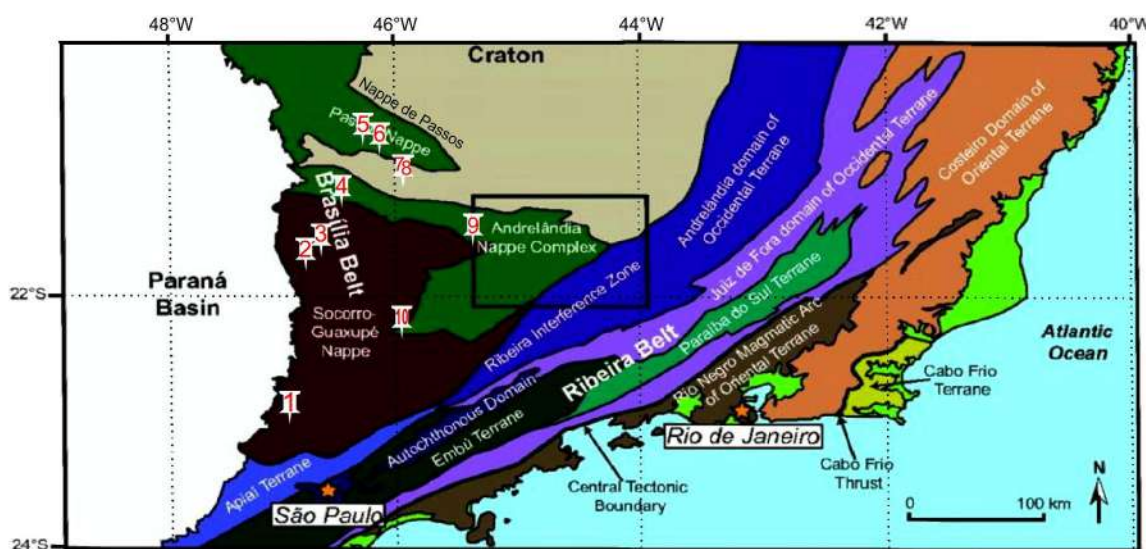 48°W
46°W
44°W
42°W
40°W
Craton
Nappe de Passos
Nappe
5
6
78
4
Brasília Belt
3
2
9
Andrelândia
Nappe Complex
Andrelândia domain of
Occidental Terrane
Juiz de Fora domain of Occidental Terrane
Costeiro Domain of
Oriental Terrane
Paraná
Basin
22°S
10
Socorro-
Guaxupé
Nappe
Ribeira Interference Zone
Ribeira Belt
Paraíba do Sul Terrane
Rio Negro Magmatic Arc
of Oriental Terrane
Atlantic
Ocean
Cabo Frio
Terrane
1
Autochthonous Domain
Embú Terrane
Rio de Janeiro
Apiaí Terrane
Central Tectonic
Boundary
Cabo Frio
Thrust
São Paulo
N
0
100 km
24°S